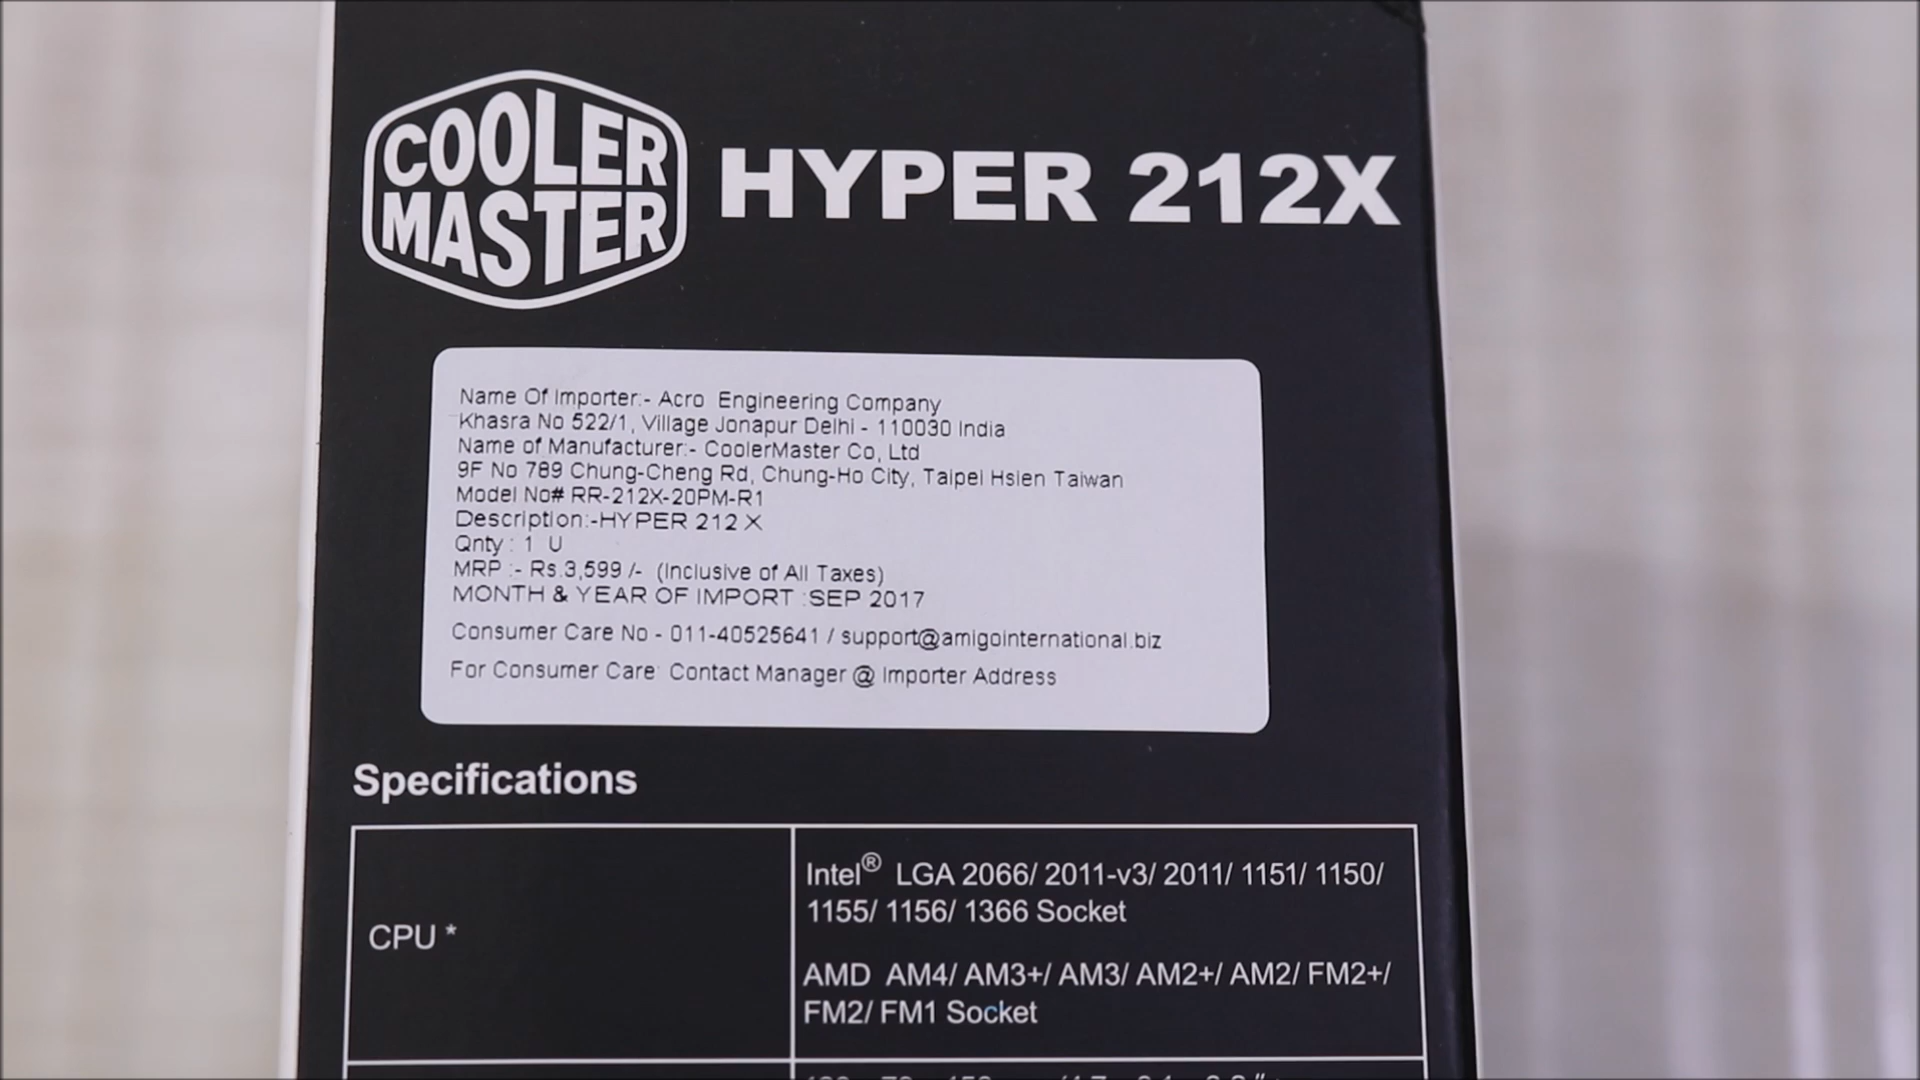 COOLER
MASTER
HYPER 212X
Name Of Importer:- Acro Engineering Company
Khasra No 522/1, Village Jonapur Delhi - 110030 India
Name of Manufacturer:- CoolerMaster Co, Ltd
9F No 789 Chung-Cheng Rd, Chung-Ho City, Taipei Hsien Taiwan
Model No# RR-212X-20PM-R1
Description:-HYPER 212 X
Qnty : 1 U
MRP :- Rs.3,599 /- (Inclusive of All Taxes)
MONTH & YEAR OF IMPORT :SEP 2017
Consumer Care No - 011-40525641 / support@amigointernational.biz
For Consumer Care: Contact Manager @ Importer Address
Specifications
CPU *
Intel® LGA 2066/ 2011-v3/ 2011/ 1151/ 1150/
1155/ 1156/ 1366 Socket
AMD AM4/ AM3+/ AM3/ AM2+/ AM2/ FM2+/
FM2/ FM1 Socket